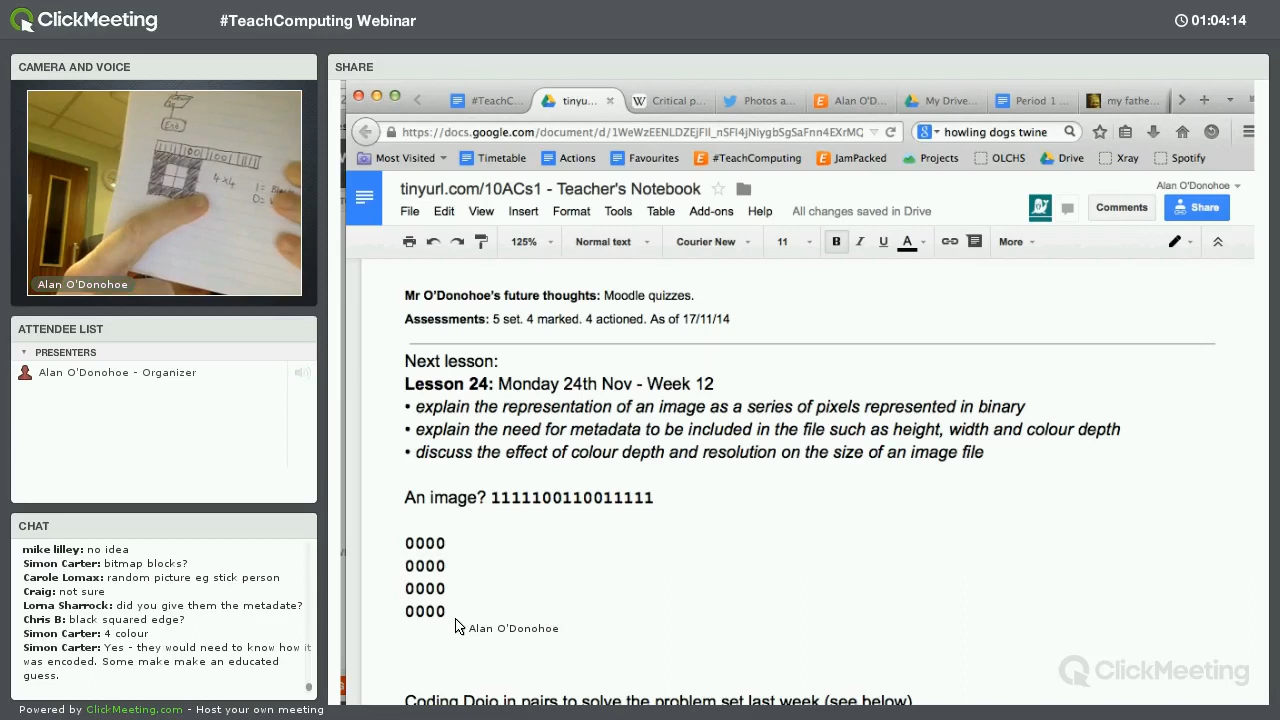 ClickMeeting
#TeachComputing Webinar
01:04:14
CAMERA AND VOICE
End
4x4
Alan O'Donohoe
ATTENDEE LIST
PRESENTERS
Alan O'Donohoe - Organizer
CHAT
mike lilley: no idea
Simon Carter: bitmap blocks?
Carole Lomax: random picture eg stick person
Craig: not sure
Lorna Sharrock: did you give them the metadate?
Chris B: black squared edge?
Simon Carter: 4 colour
Simon Carter: Yes - they would need to know how it
was encoded. Some make make an educated
guess.
Powered by ClickMeeting.com - Host your own meeting
SHARE
#TeachC...
tinyu...
Critical p...
Photos a...
Alan O'D...
My Drive...
Period 1 ...
my fathe...
howling dogs twine
Most Visited
Timetable
Actions
Favourites
#TeachComputing
JamPacked
Projects
OLCHS
Drive
Xray
Spotify
tinyurl.com/10ACs1 - Teacher's Notebook
Alan O'Donohoe
File Edit View Insert Format Tools Table Add-ons Help All changes saved in Drive
Comments
Share
125% Normal text Courier New 11 B I U A More
Mr O'Donohoe's future thoughts: Moodle quizzes.
Assessments: 5 set. 4 marked. 4 actioned. As of 17/11/14
Next lesson:
Lesson 24: Monday 24th Nov - Week 12
• explain the representation of an image as a series of pixels represented in binary
• explain the need for metadata to be included in the file such as height, width and colour depth
• discuss the effect of colour depth and resolution on the size of an image file
An image? 1111100110011111
0000
0000
0000
0000
Alan O'Donohoe
ClickMeeting
Coding Dojo in pairs to solve the problem set last week (see below)